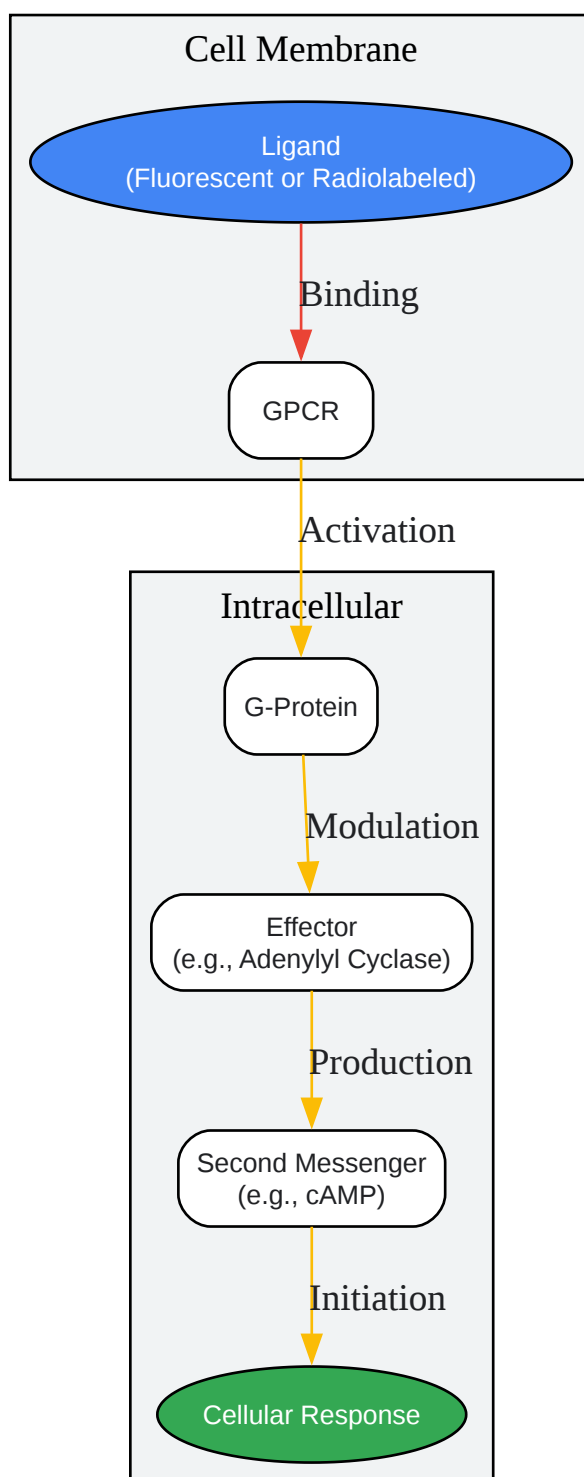 Cell Membrane
Ligand
(Fluorescent or Radiolabeled)
Binding
GPCR
Activation
Intracellular
G-Protein
Modulation
Effector
(e.g., Adenylyl Cyclase)
Production
Second Messenger
(e.g., cAMP)
Initiation
Cellular Response